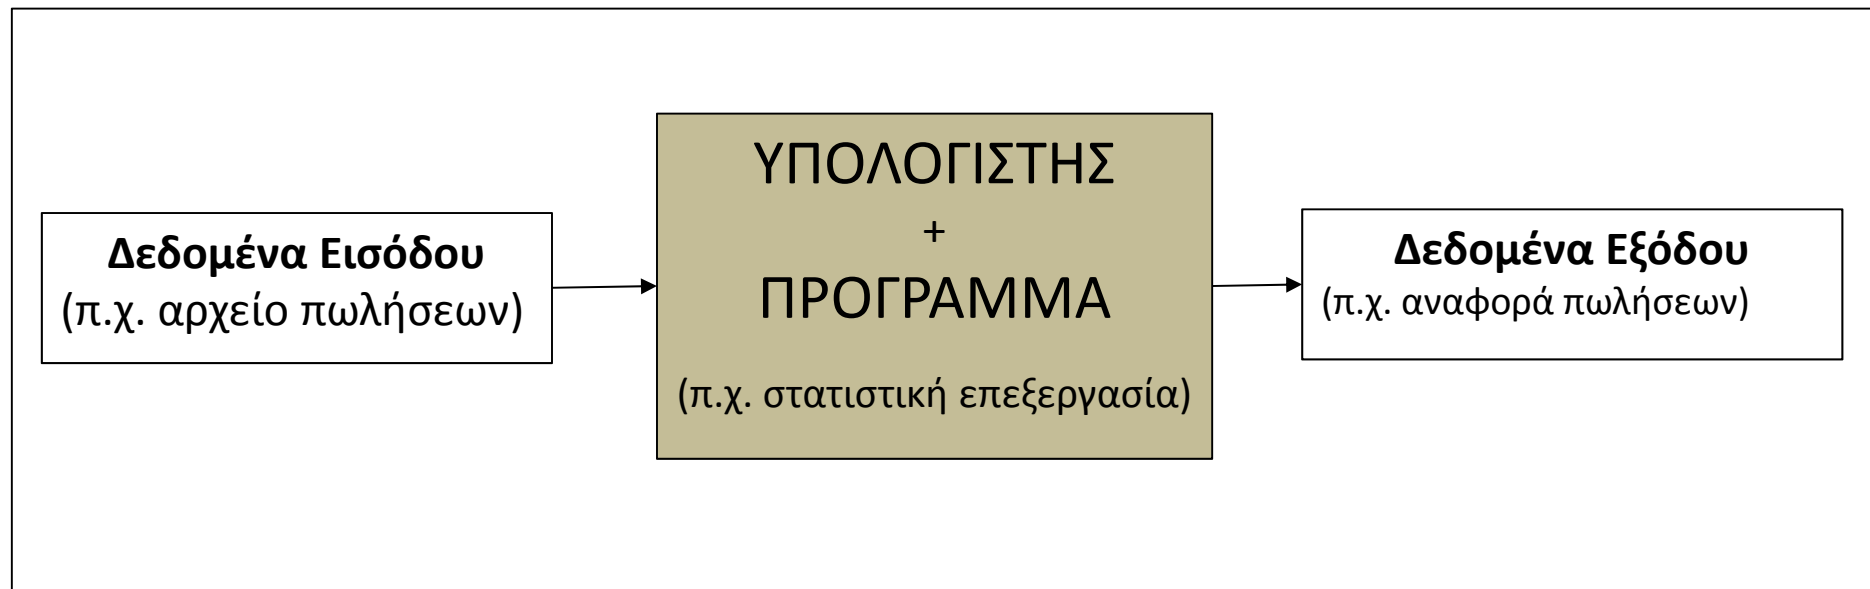 Δεδομένα Εισόδου
(π.χ. αρχείο πωλήσεων)
ΥΠΟΛΟΓΙΣΤΗΣ
+
ΠΡΟΓΡΑΜΜΑ
(π.χ. στατιστική επεξεργασία)
Δεδομένα Εξόδου
(π.χ. αναφορά πωλήσεων)